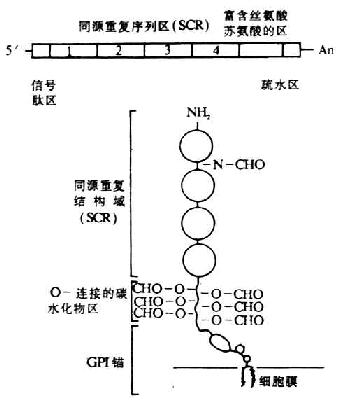 同源重复序列区(SCR)
富含丝氨酸
苏氨酸的区
5′
1
2
3
4
An
信号
肽区
疏水区
NH₂
N-CHO
同源重复
结构域
(SCR)
O-连接的碳
水化物区
CHO-O
O-CHO
CHO-O
O-CHO
CHO-O
O-CHO
GPI锚
细胞膜